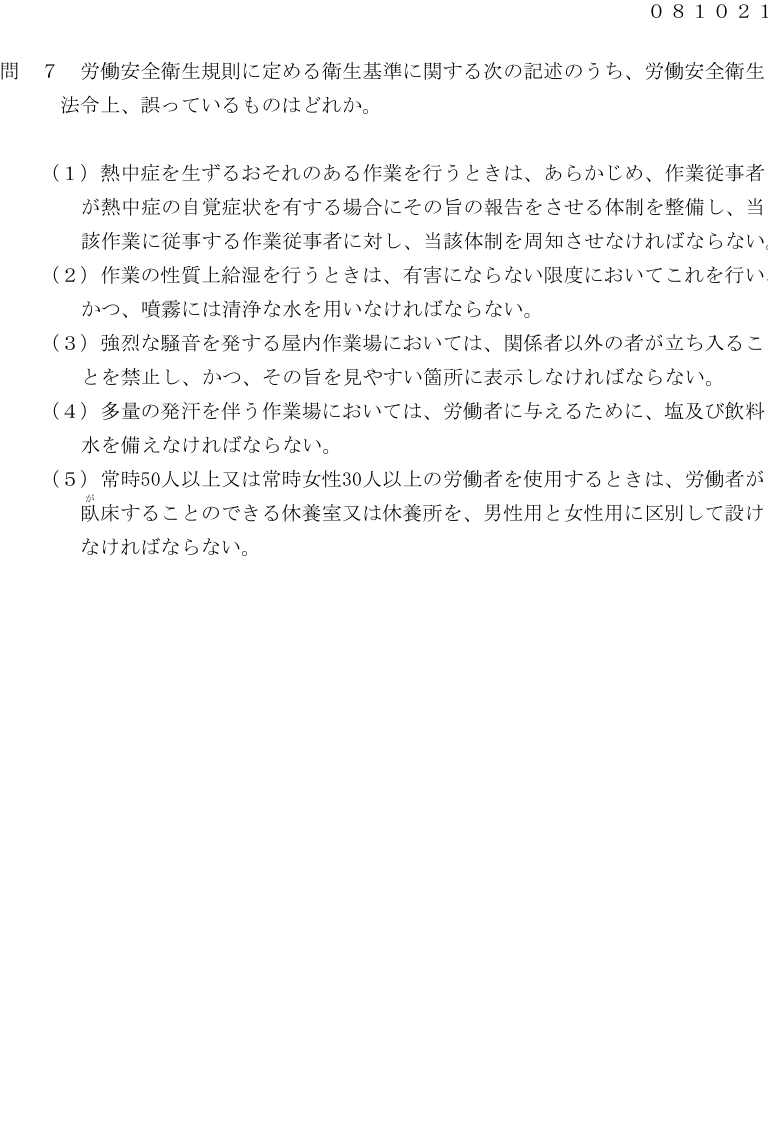 ０８１０２１
問　７　労働安全衛生規則に定める衛生基準に関する次の記述のうち、労働安全衛生
法令上、誤っているものはどれか。
（１）熱中症を生ずるおそれのある作業を行うときは、あらかじめ、作業従事者
が熱中症の自覚症状を有する場合にその旨の報告をさせる体制を整備し、当
該作業に従事する作業従事者に対し、当該体制を周知させなければならない。
（２）作業の性質上給湿を行うときは、有害にならない限度においてこれを行い、
かつ、噴霧には清浄な水を用いなければならない。
（３）強烈な騒音を発する屋内作業場においては、関係者以外の者が立ち入るこ
とを禁止し、かつ、その旨を見やすい箇所に表示しなければならない。
（４）多量の発汗を伴う作業場においては、労働者に与えるために、塩及び飲料
水を備えなければならない。
（５）常時50人以上又は常時女性30人以上の労働者を使用するときは、労働者が
が
臥床することのできる休養室又は休養所を、男性用と女性用に区別して設け
なければならない。